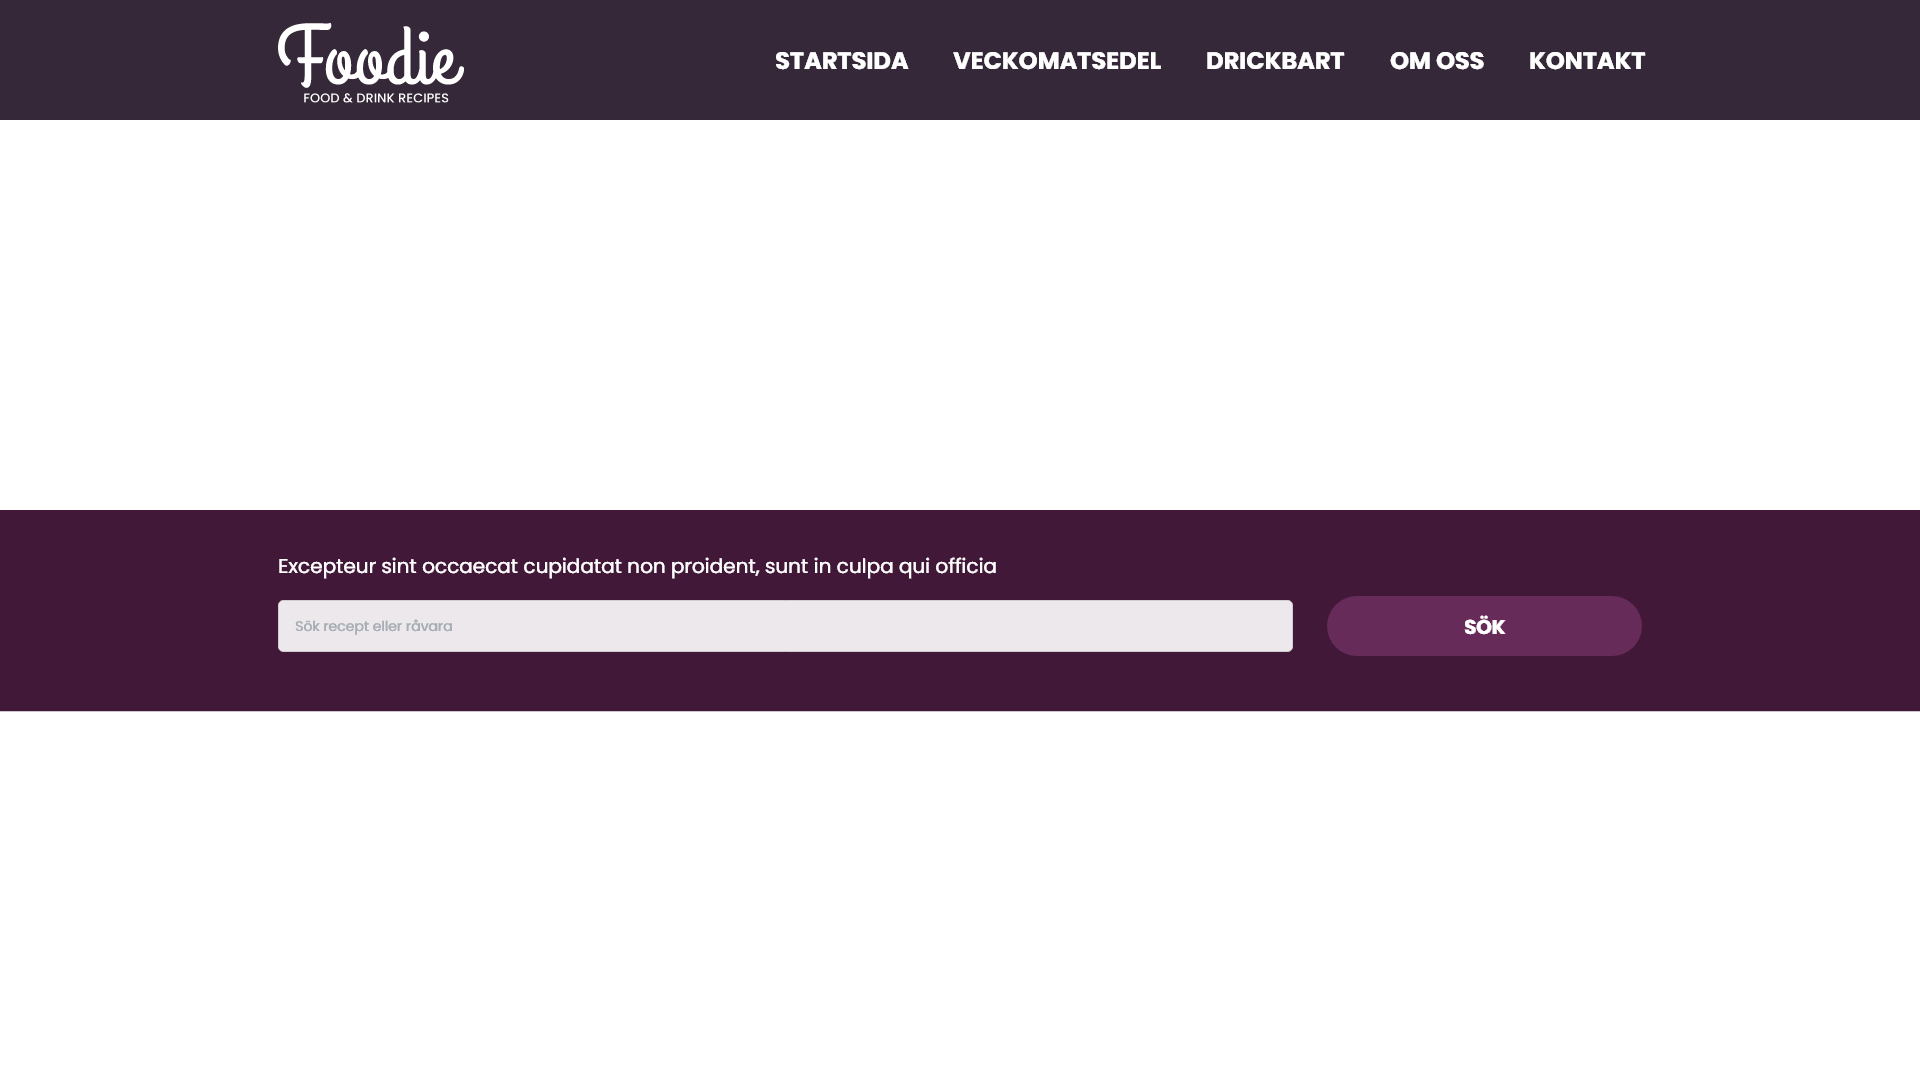 Foodie
FOOD & DRINK RECIPES
STARTSIDA VECKOMATSEDEL DRICKBART OM OSS KONTAKT
Excepteur sint occaecat cupidatat non proident, sunt in culpa qui officia
Sök recept eller råvara
SÖK